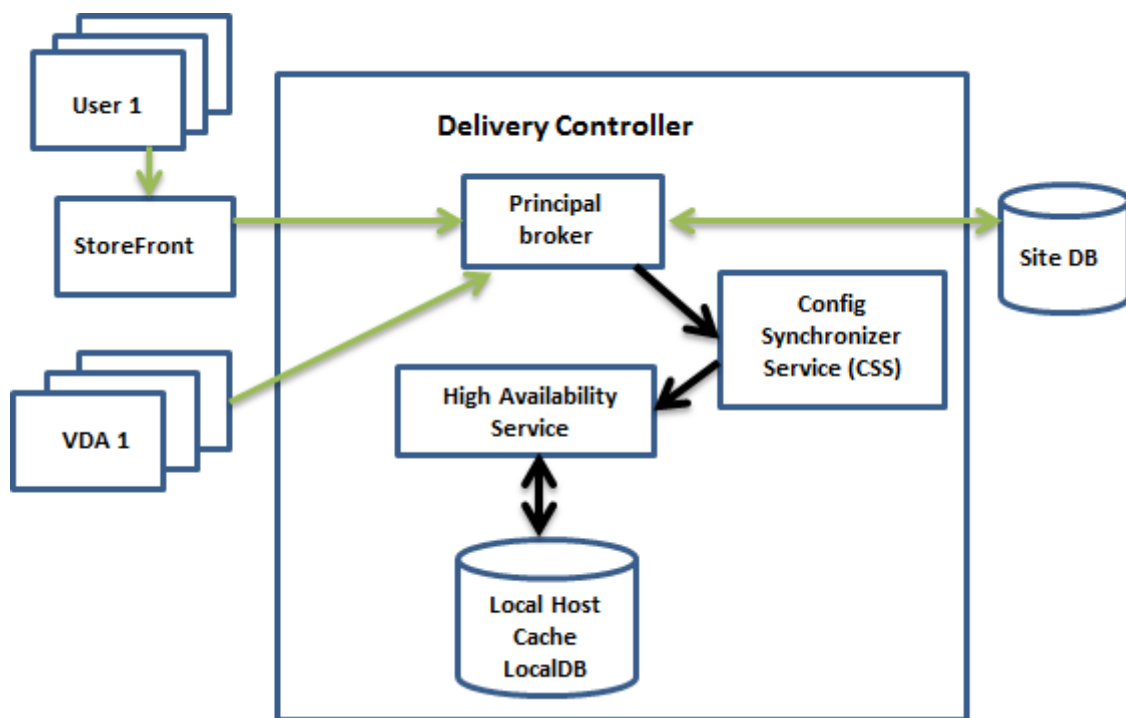 User 1
Delivery Controller
Principal
broker
StoreFront
Site DB
Config
Synchronizer
Service (CSS)
High Availability
Service
VDA 1
Local Host
Cache
LocalDB